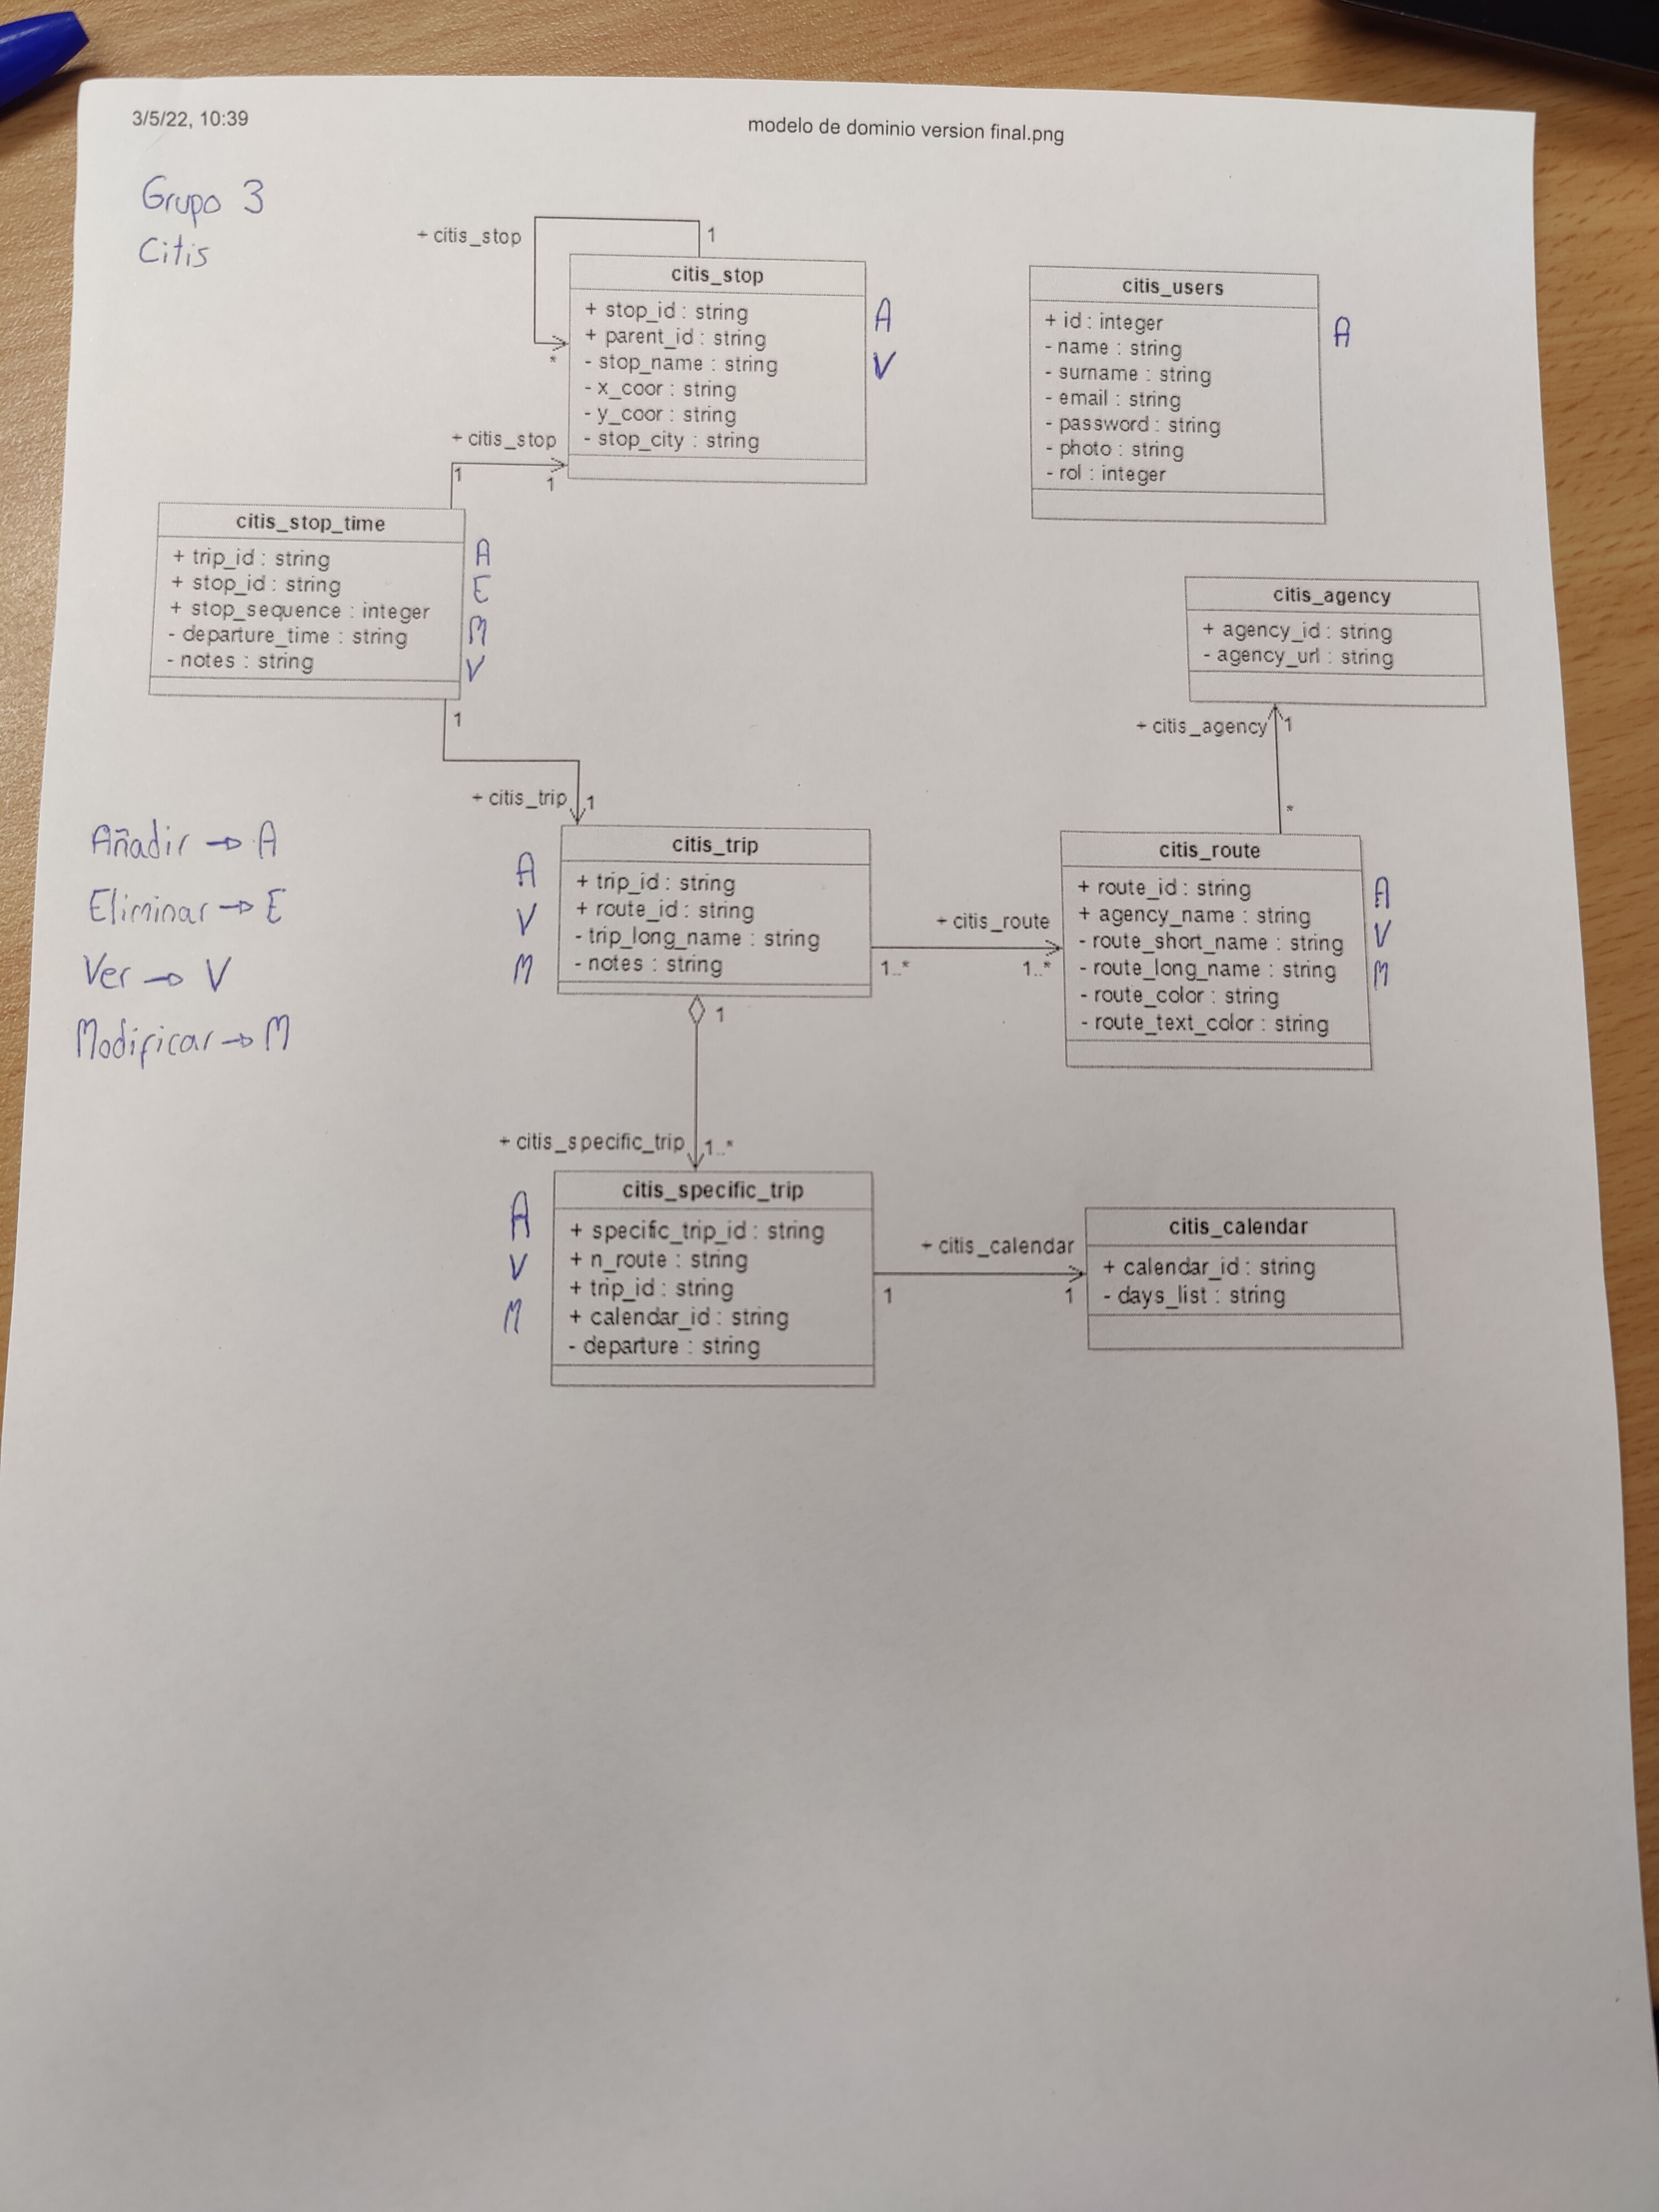 3/5/22, 10:39
modelo de dominio version final.png
Grupo 3
Citis
+ citis_stop
1
*
citis_stop
+ stop_id : string
+ parent_id : string
- stop_name : string
- x_coor : string
- y_coor : string
- stop_city : string
A
V
citis_users
+ id : integer
- name : string
- surname : string
- email : string
- password : string
- photo : string
- rol : integer
A
+ citis_stop
1
1
citis_stop_time
+ trip_id : string
+ stop_id : string
+ stop_sequence : integer
- departure_time : string
- notes : string
A
E
M
V
1
citis_agency
+ agency_id : string
- agency_url : string
+ citis_agency
1
*
+ citis_trip
1
Añadir → A
Eliminar → E
Ver → V
Modificar → M
citis_trip
+ trip_id : string
+ route_id : string
- trip_long_name : string
- notes : string
A
V
M
+ citis_route
1..*
1..*
citis_route
+ route_id : string
+ agency_name : string
- route_short_name : string
- route_long_name : string
- route_color : string
- route_text_color : string
A
V
M
1
+ citis_specific_trip
1..*
citis_specific_trip
+ specific_trip_id : string
+ n_route : string
+ trip_id : string
+ calendar_id : string
- departure : string
A
V
M
+ citis_calendar
1
1
citis_calendar
+ calendar_id : string
- days_list : string